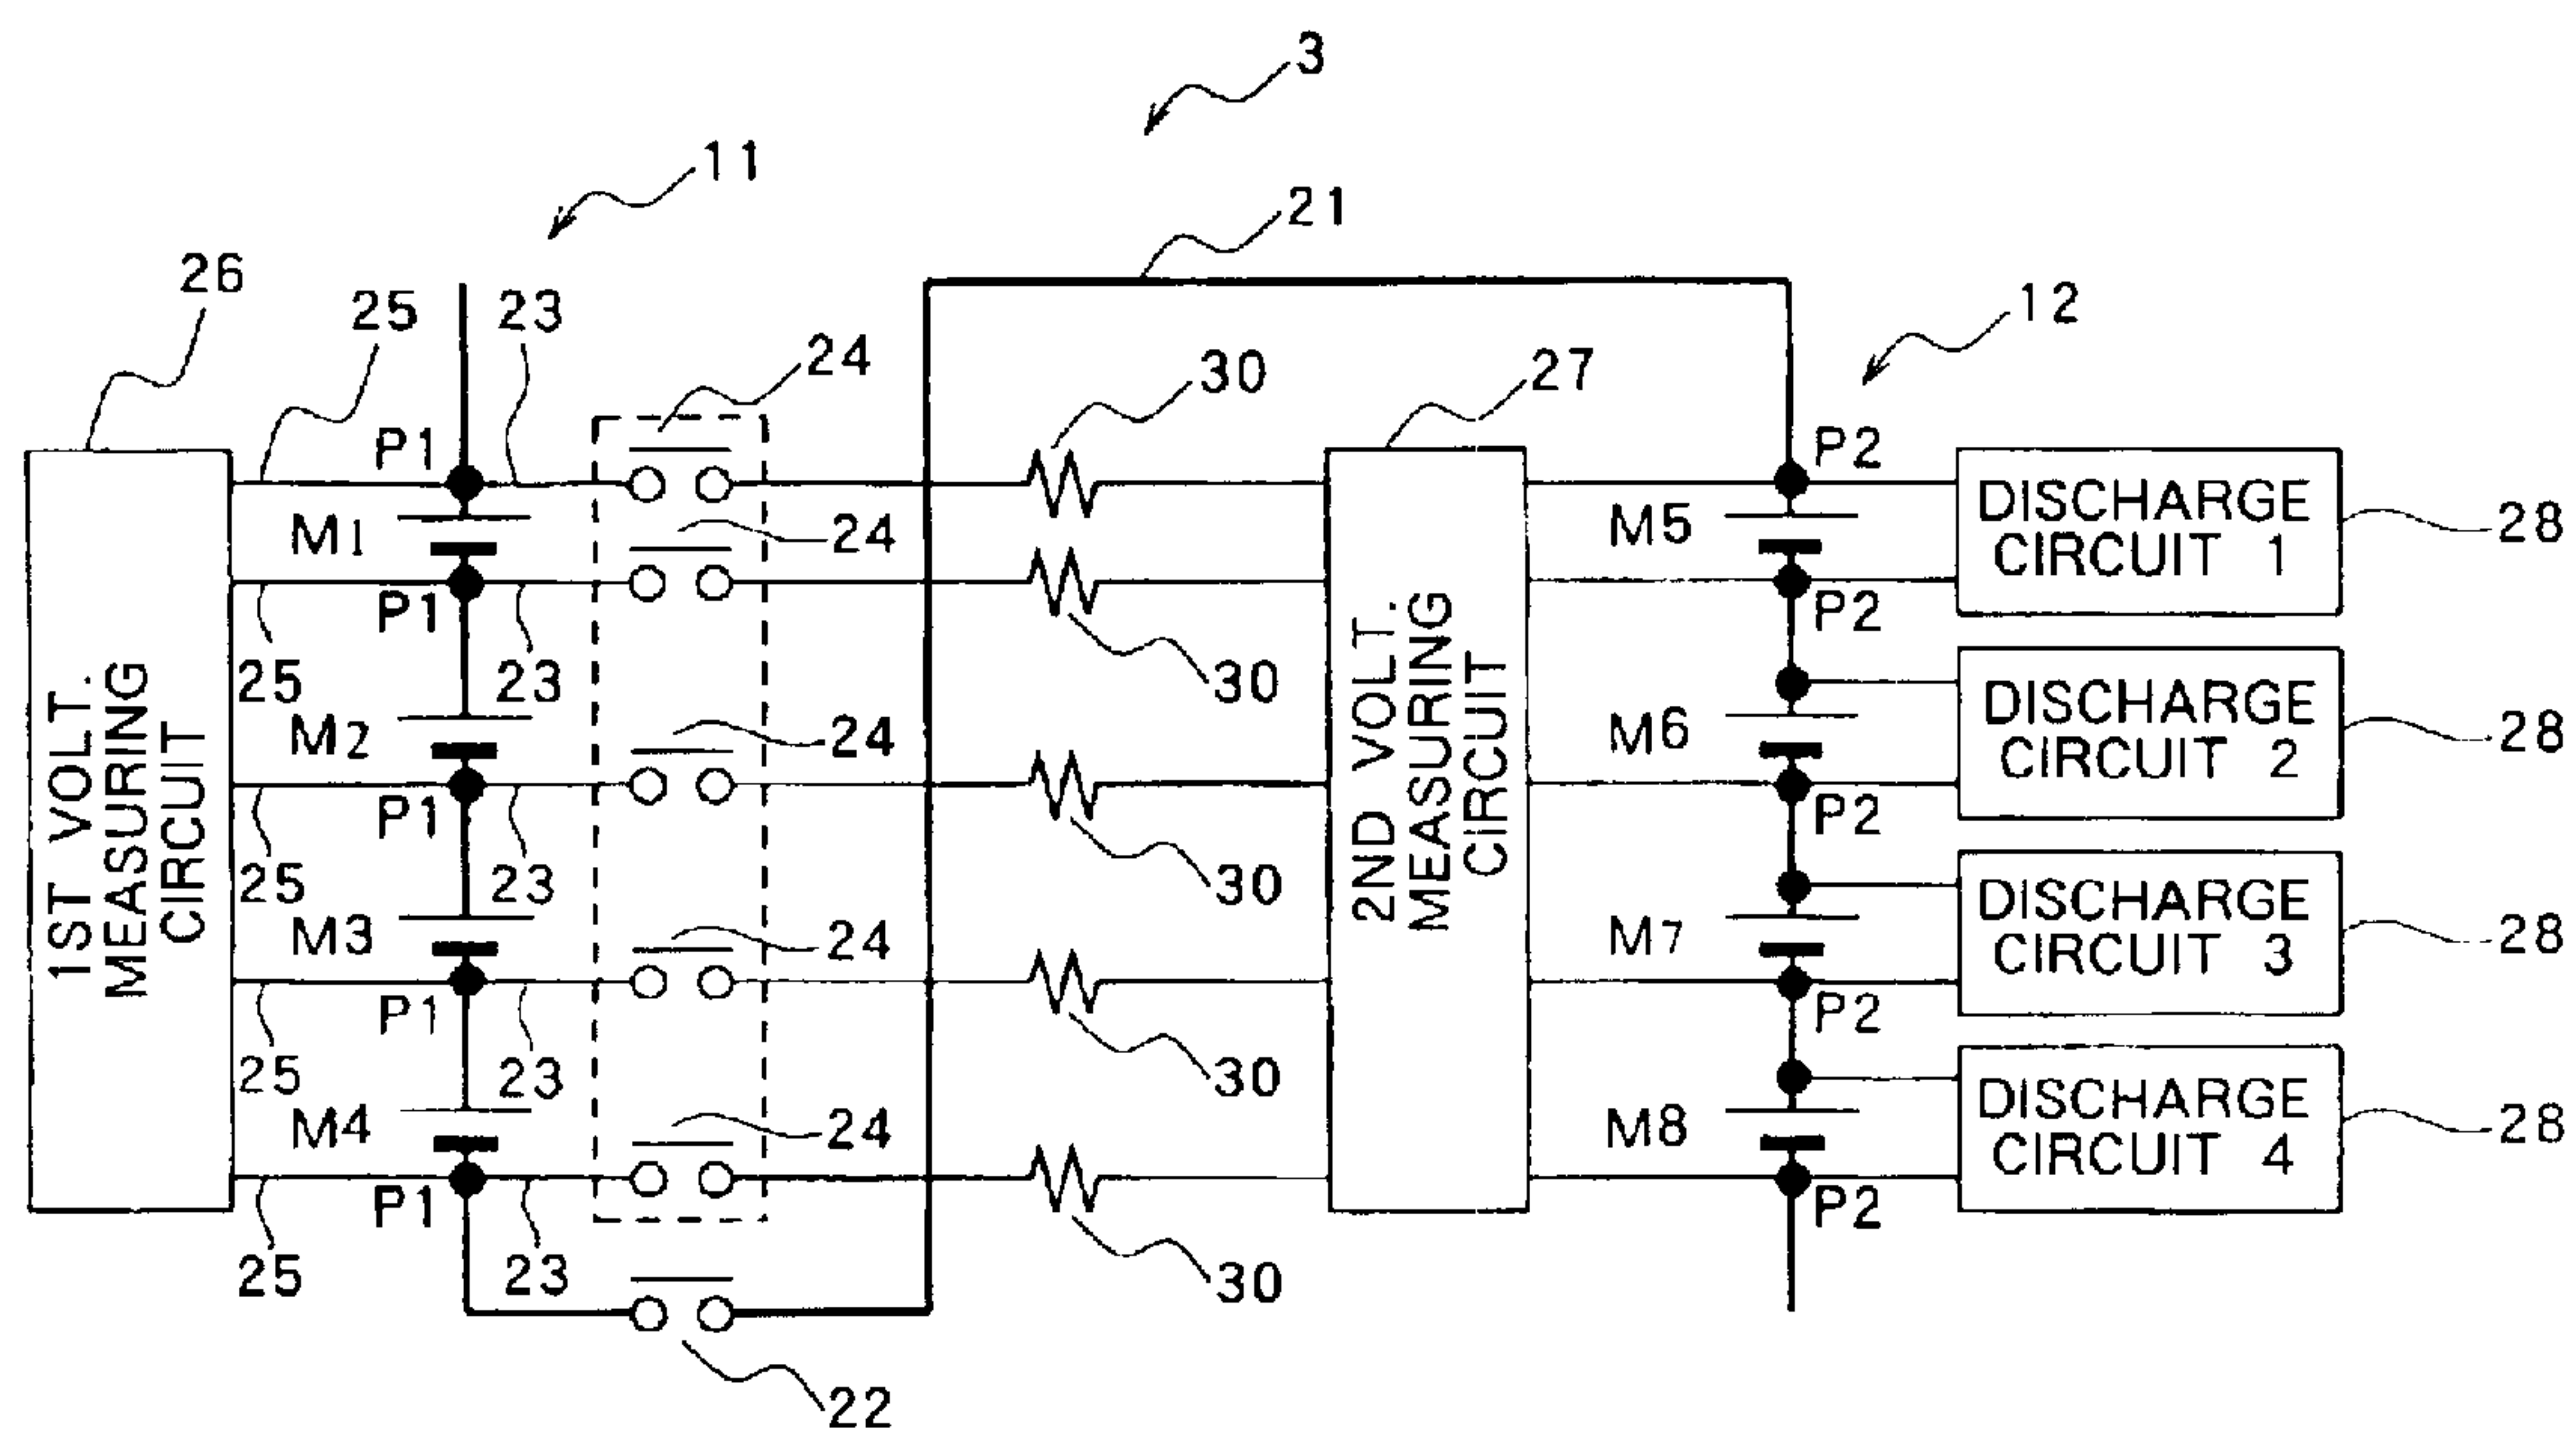 3
11
21
26
25
23
24
30
27
12
P1
P2
DISCHARGE
CIRCUIT 1
28
M1
24
M5
P1
P2
25
23
30
1ST VOLT.
MEASURING
CIRCUIT
2ND VOLT.
MEASURING
CIRCUIT
M2
24
M6
DISCHARGE
CIRCUIT 2
28
P1
P2
25
23
30
M3
24
M7
DISCHARGE
CIRCUIT 3
28
P1
P2
25
23
30
M4
24
M8
DISCHARGE
CIRCUIT 4
28
P1
P2
25
23
30
22